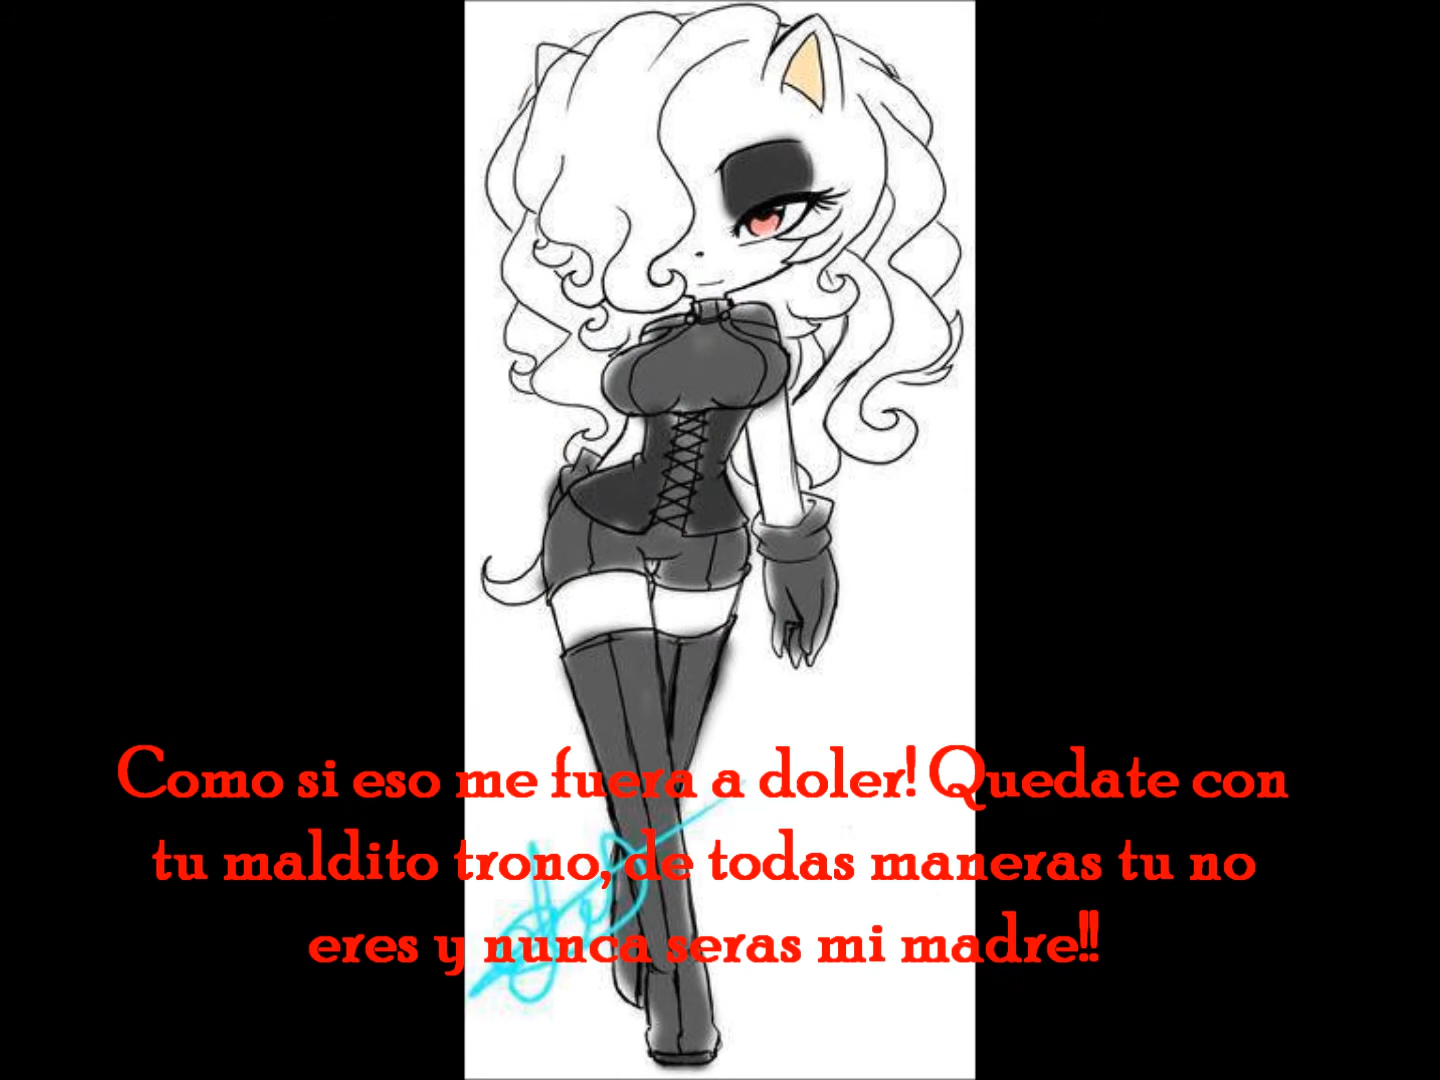 Como si eso me fuera a doler! Quedate con
tu maldito trono, de todas maneras tu no
eres y nunca seras mi madre!!